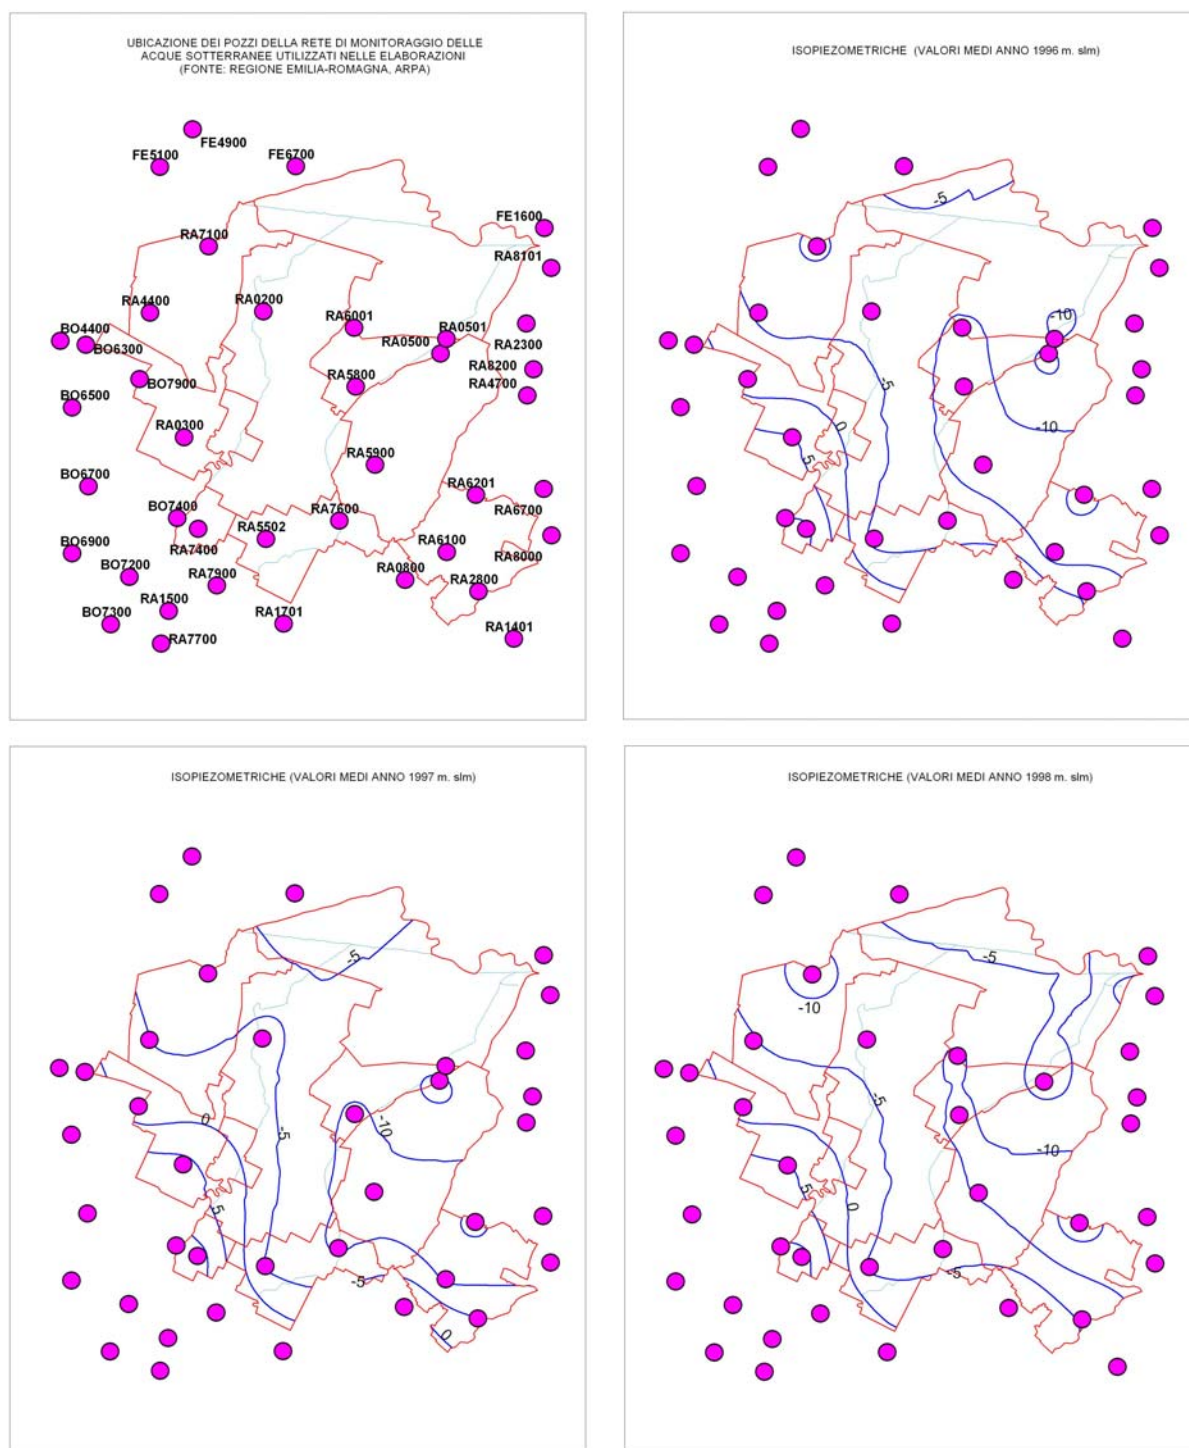 UBICAZIONE DEI POZZI DELLA RETE DI MONITORAGGIO DELLE
ACQUE SOTTERRANEE UTILIZZATI NELLE ELABORAZIONI
(FONTE: REGIONE EMILIA-ROMAGNA, ARPA)
FE4900
FE5100
FE6700
FE1600
RA7100
RA8101
RA4400
RA0200
RA6001
BO4400
RA0501
BO6300
RA0500
RA2300
RA8200
BO7900
RA5800
RA4700
BO6500
RA0300
RA5900
BO6700
RA6201
BO7400
RA7600
RA6700
RA5502
BO6900
RA7400
RA6100
RA8000
BO7200
RA7900
RA0800
RA2800
BO7300
RA1500
RA1701
RA1401
RA7700
ISOPIEZOMETRICHE (VALORI MEDI ANNO 1996 m. slm)
-5
-10
-5
0
-10
5
ISOPIEZOMETRICHE (VALORI MEDI ANNO 1997 m. slm)
-5
0
-5
-10
5
-5
0
ISOPIEZOMETRICHE (VALORI MEDI ANNO 1998 m. slm)
-5
-10
-5
-10
5
0
-5